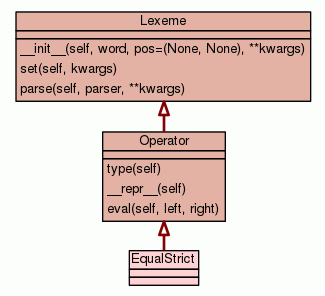 Lexeme
__init__(self, word, pos=(None, None), **kwargs)
set(self, kwargs)
parse(self, parser, **kwargs)
Operator
type(self)
__repr__(self)
eval(self, left, right)
EqualStrict